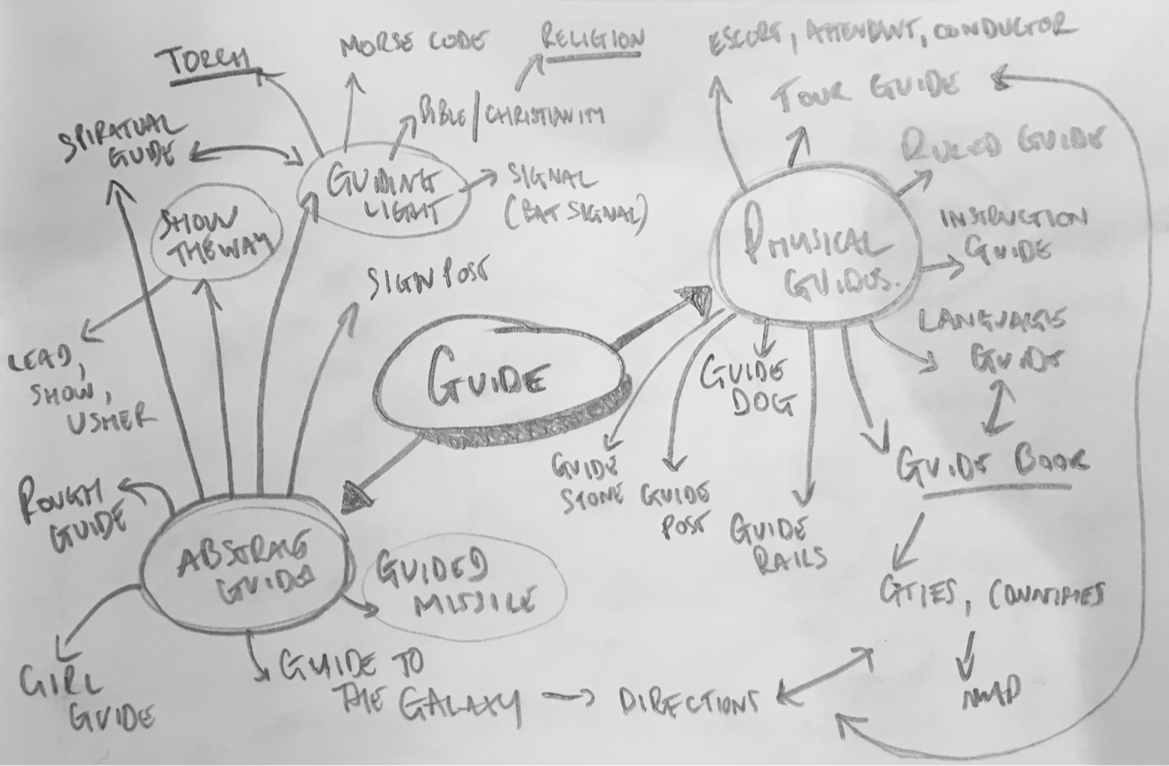 TORCH
MORSE CODE
RELIGION
ESCORT, ATTENDANT, CONDUCTOR
TOUR GUIDE
BIBLE/CHRISTIANITY
SPIRATUAL
GUIDE
RULED GUIDE
GUIDING
LIGHT
SIGNAL
(BAT SIGNAL)
SHOW
THE WAY
INSTRUCTION
GUIDE
PHYSICAL
GUIDES.
SIGN POST
LANGUAGES
GUIDE
LEAD,
SHOW,
USHER
GUIDE
GUIDE
DOG
GUIDE BOOK
GUIDE
STONE
GUIDE
POST
GUIDE
RAILS
ROUGH
GUIDE
ABSTRACT
GUIDES
GUIDED
MISSILE
CITIES, COUNTRIES
GIRL
GUIDE
GUIDE TO
THE GALAXY
DIRECTIONS
MAP